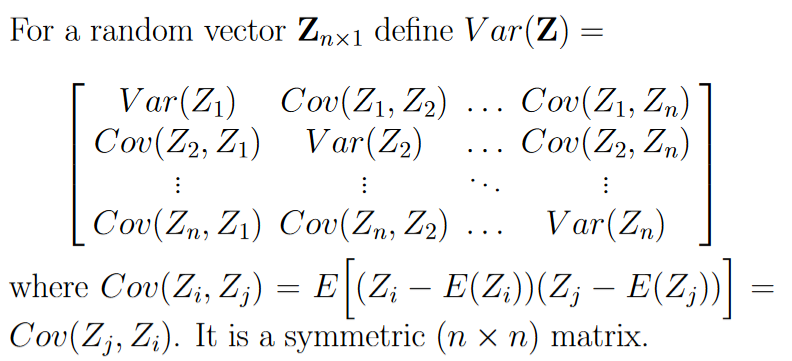 For a random vector Z_{n×1} define Var(Z) =
Var(Z_1) Cov(Z_1, Z_2) … Cov(Z_1, Z_n)
Cov(Z_2, Z_1) Var(Z_2) … Cov(Z_2, Z_n)
⋮ ⋮ ⋱ ⋮
Cov(Z_n, Z_1) Cov(Z_n, Z_2) … Var(Z_n)
where Cov(Z_i, Z_j) = E[(Z_i − E(Z_i))(Z_j − E(Z_j))] =
Cov(Z_j, Z_i). It is a symmetric (n × n) matrix.